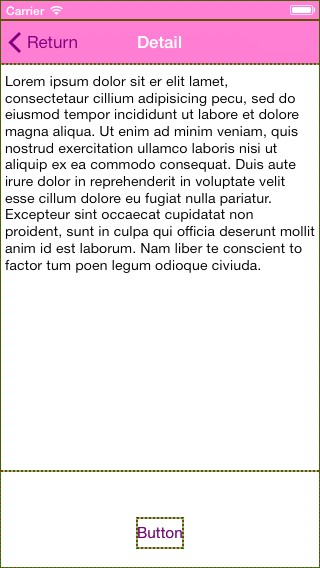 Carrier
Return Detail
Lorem ipsum dolor sit er elit lamet,
consectetaur cillium adipisicing pecu, sed do
eiusmod tempor incididunt ut labore et dolore
magna aliqua. Ut enim ad minim veniam, quis
nostrud exercitation ullamco laboris nisi ut
aliquip ex ea commodo consequat. Duis aute
irure dolor in reprehenderit in voluptate velit
esse cillum dolore eu fugiat nulla pariatur.
Excepteur sint occaecat cupidatat non
proident, sunt in culpa qui officia deserunt mollit
anim id est laborum. Nam liber te conscient to
factor tum poen legum odioque civiuda.
Button